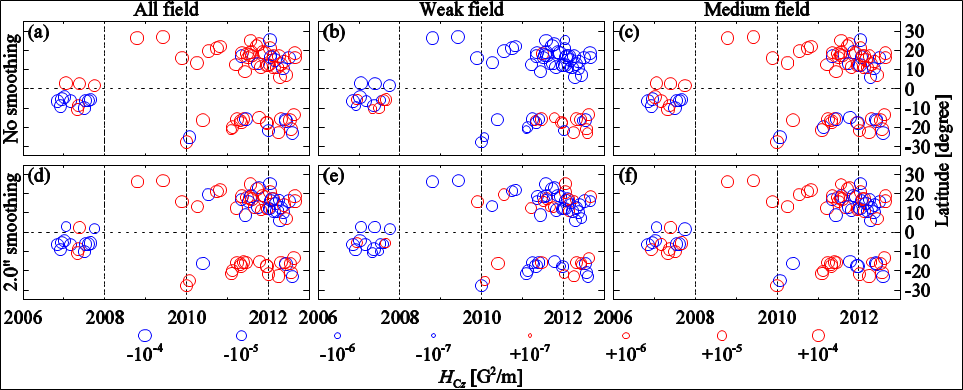 All field Weak field Medium field
No smoothing (a) (b) (c) 30 20 10 0 -10 -20 -30
2.0" smoothing (d) (e) (f) 30 20 10 0 -10 -20 -30
Latitude [degree]
2006 2008 2010 2012 2006 2008 2010 2012 2006 2008 2010 2012
-10-4 -10-5 -10-6 -10-7 +10-7 +10-6 +10-5 +10-4
HCz [G2/m]